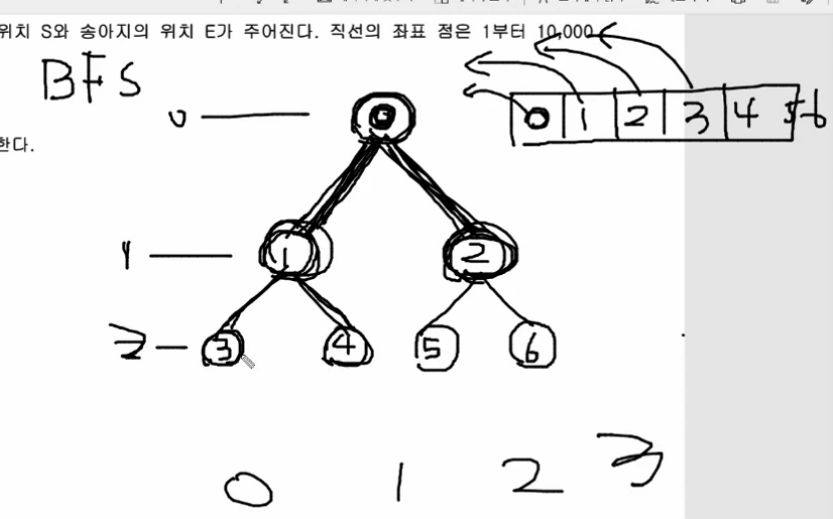 위치 S와 송아지의 위치 E가 주어진다. 직선의 좌표 점은 1부터 10,000
BFS
한다.
0 0 0 1 2 3 4 5 6
1 1 2
2 3 4 5 6
0 1 2 3